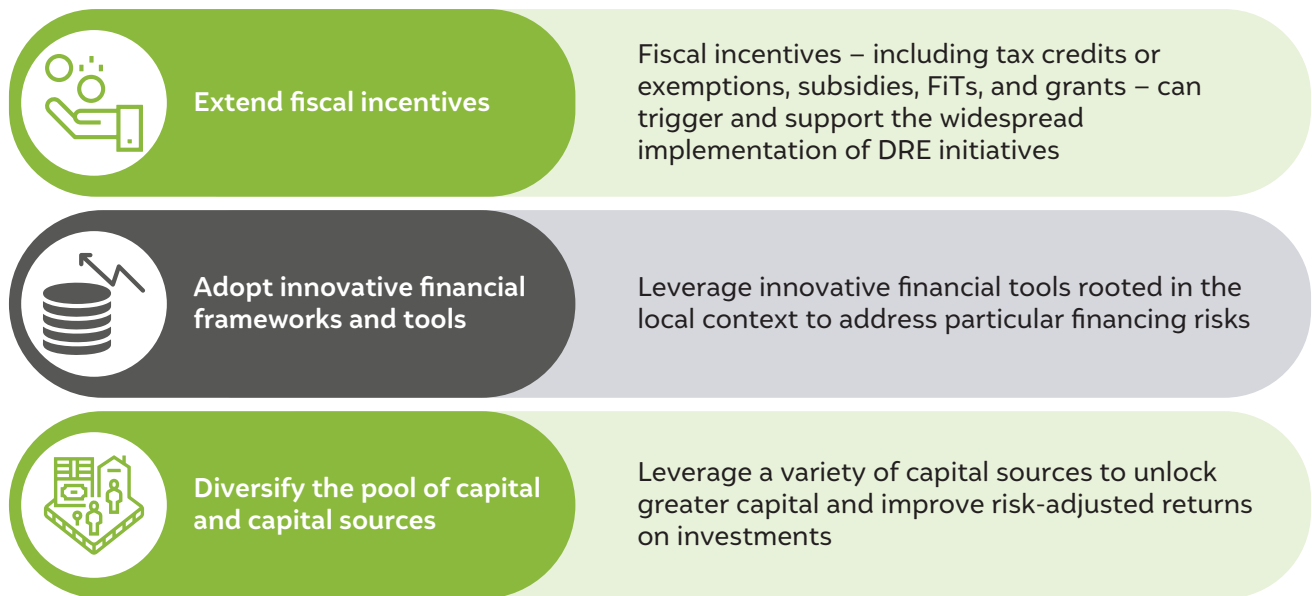 Extend fiscal incentives
Fiscal incentives – including tax credits or
exemptions, subsidies, FiTs, and grants – can
trigger and support the widespread
implementation of DRE initiatives
Adopt innovative financial
frameworks and tools
Leverage innovative financial tools rooted in the
local context to address particular financing risks
Diversify the pool of capital
and capital sources
Leverage a variety of capital sources to unlock
greater capital and improve risk-adjusted returns
on investments